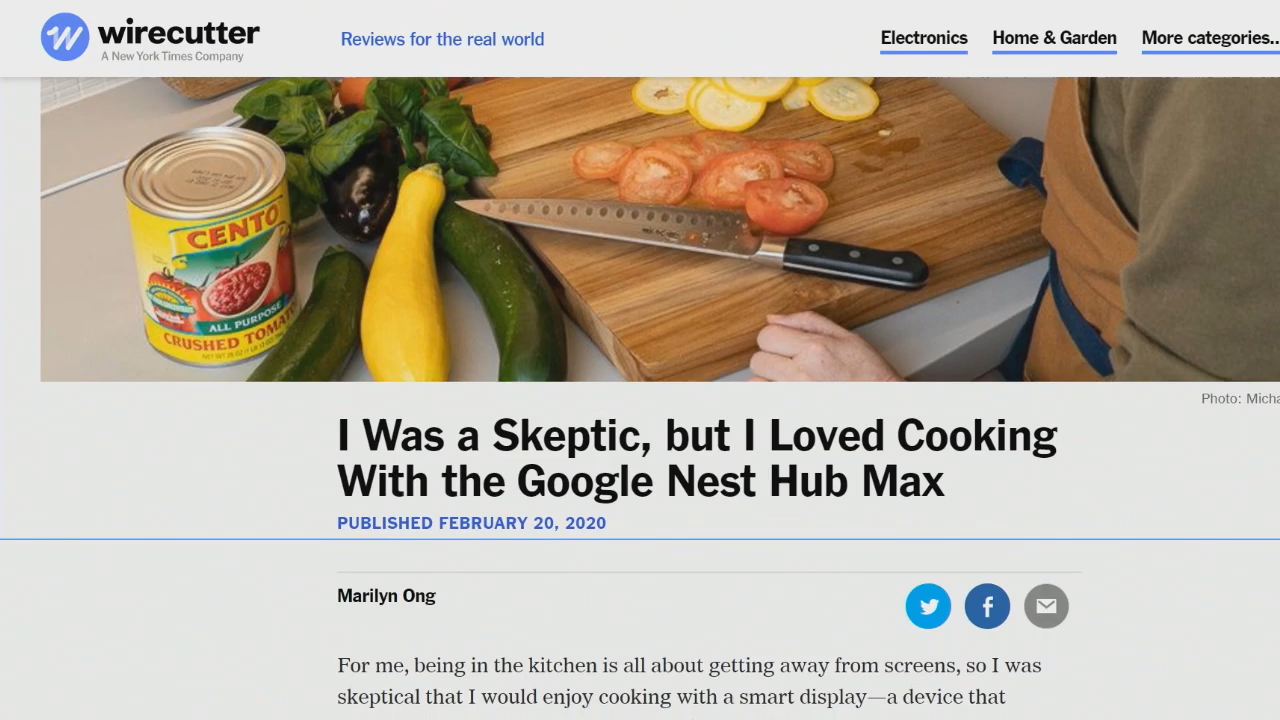 wirecutter
A New York Times Company
Reviews for the real world
Electronics
Home & Garden
More categories..
CENTO
ALL PURPOSE
CRUSHED TOMA
Photo: Micha
I Was a Skeptic, but I Loved Cooking
With the Google Nest Hub Max
PUBLISHED FEBRUARY 20, 2020
Marilyn Ong
For me, being in the kitchen is all about getting away from screens, so I was
skeptical that I would enjoy cooking with a smart display—a device that